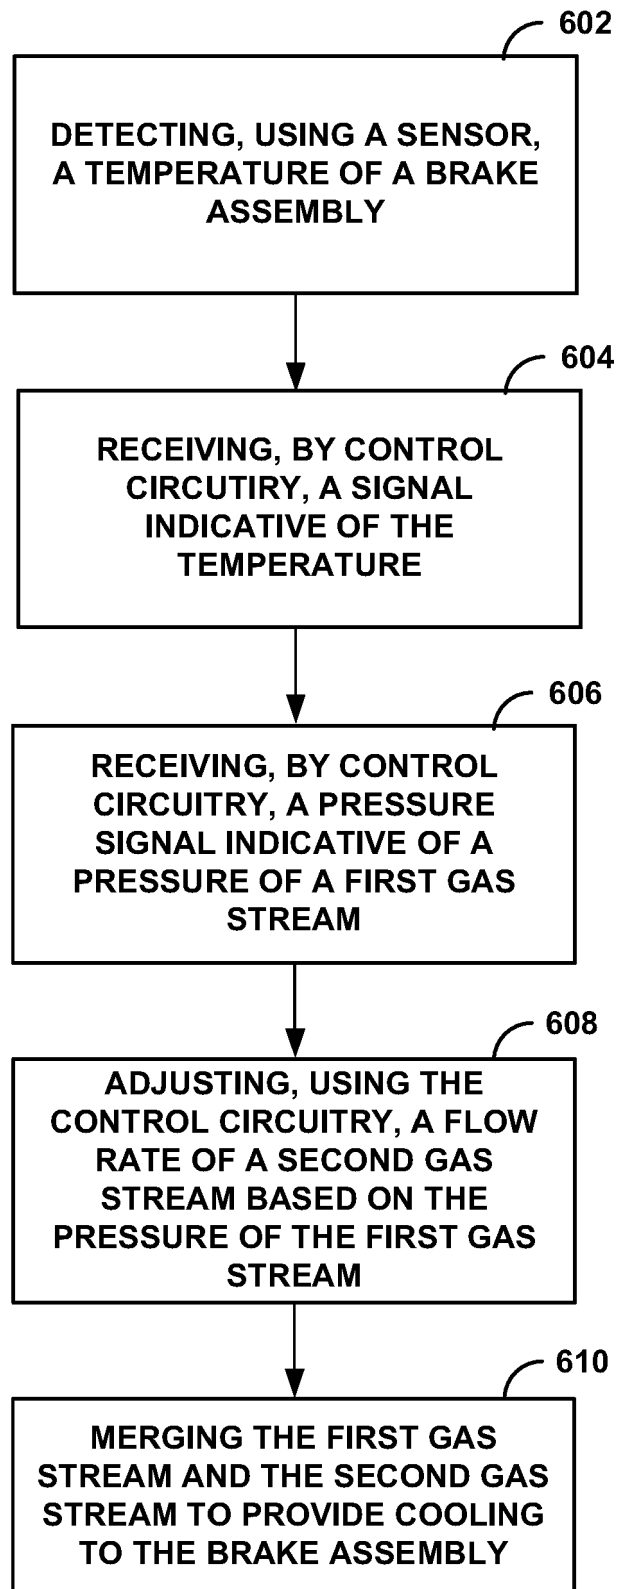 602
DETECTING, USING A SENSOR,
A TEMPERATURE OF A BRAKE
ASSEMBLY
604
RECEIVING, BY CONTROL
CIRCUTIRY, A SIGNAL
INDICATIVE OF THE
TEMPERATURE
606
RECEIVING, BY CONTROL
CIRCUITRY, A PRESSURE
SIGNAL INDICATIVE OF A
PRESSURE OF A FIRST GAS
STREAM
608
ADJUSTING, USING THE
CONTROL CIRCUITRY, A FLOW
RATE OF A SECOND GAS
STREAM BASED ON THE
PRESSURE OF THE FIRST GAS
STREAM
610
MERGING THE FIRST GAS
STREAM AND THE SECOND GAS
STREAM TO PROVIDE COOLING
TO THE BRAKE ASSEMBLY